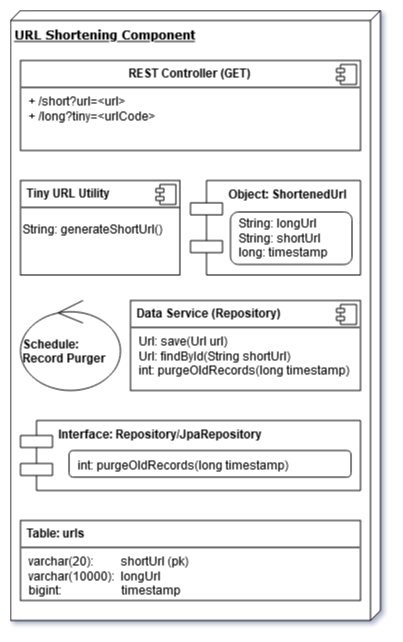 URL Shortening Component
REST Controller (GET)
+ /short?url=<url>
+ /long?tiny=<urlCode>
Tiny URL Utility
String: generateShortUrl()
Object: ShortenedUrl
String: longUrl
String: shortUrl
long: timestamp
Schedule:
Record Purger
Data Service (Repository)
Url: save(Url url)
Url: findById(String shortUrl)
int: purgeOldRecords(long timestamp)
Interface: Repository/JpaRepository
int: purgeOldRecords(long timestamp)
Table: urls
varchar(20): shortUrl (pk)
varchar(10000): longUrl
bigint: timestamp